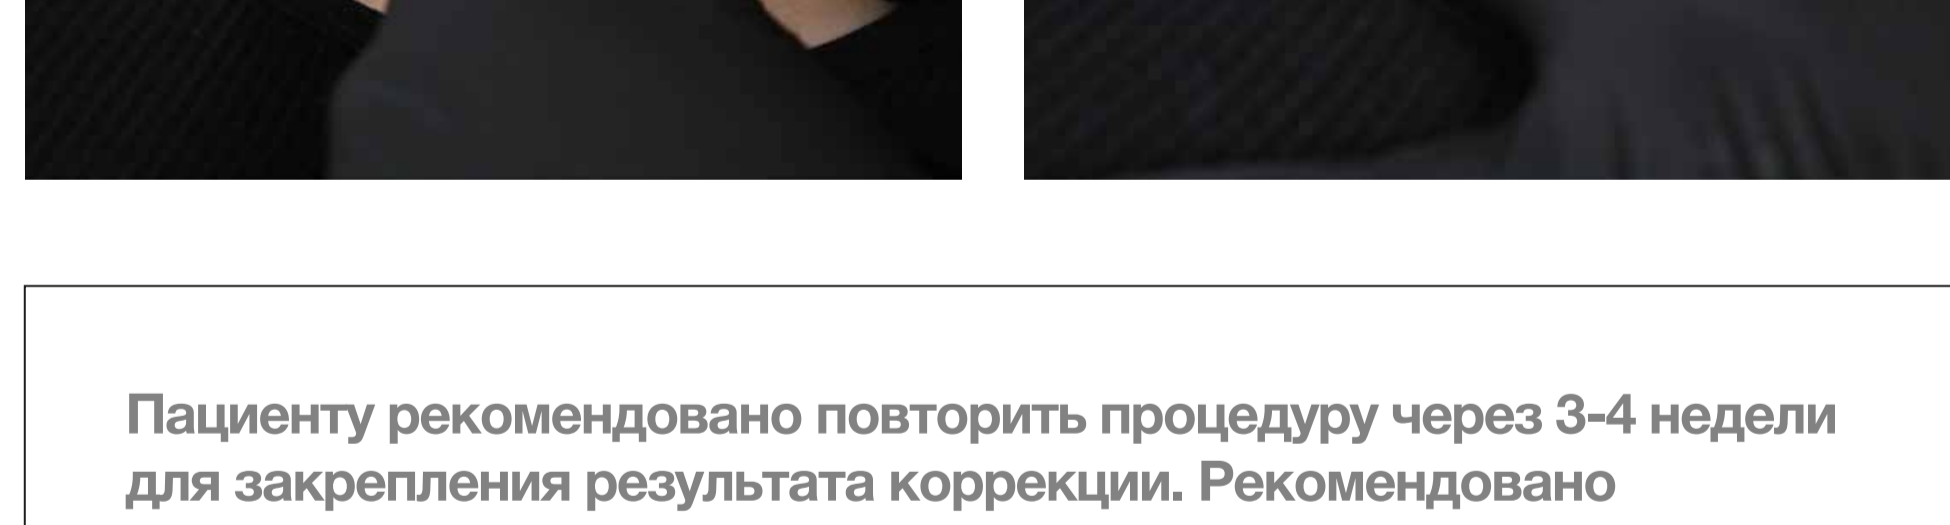 Пациенту рекомендовано повторить процедуру через 3-4 недели
для закрепления результата коррекции. Рекомендовано